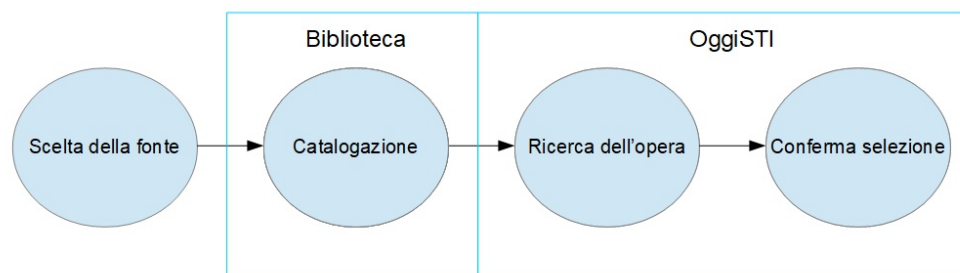 Biblioteca
OggiSTI
Scelta della fonte
Catalogazione
Ricerca dell'opera
Conferma selezione